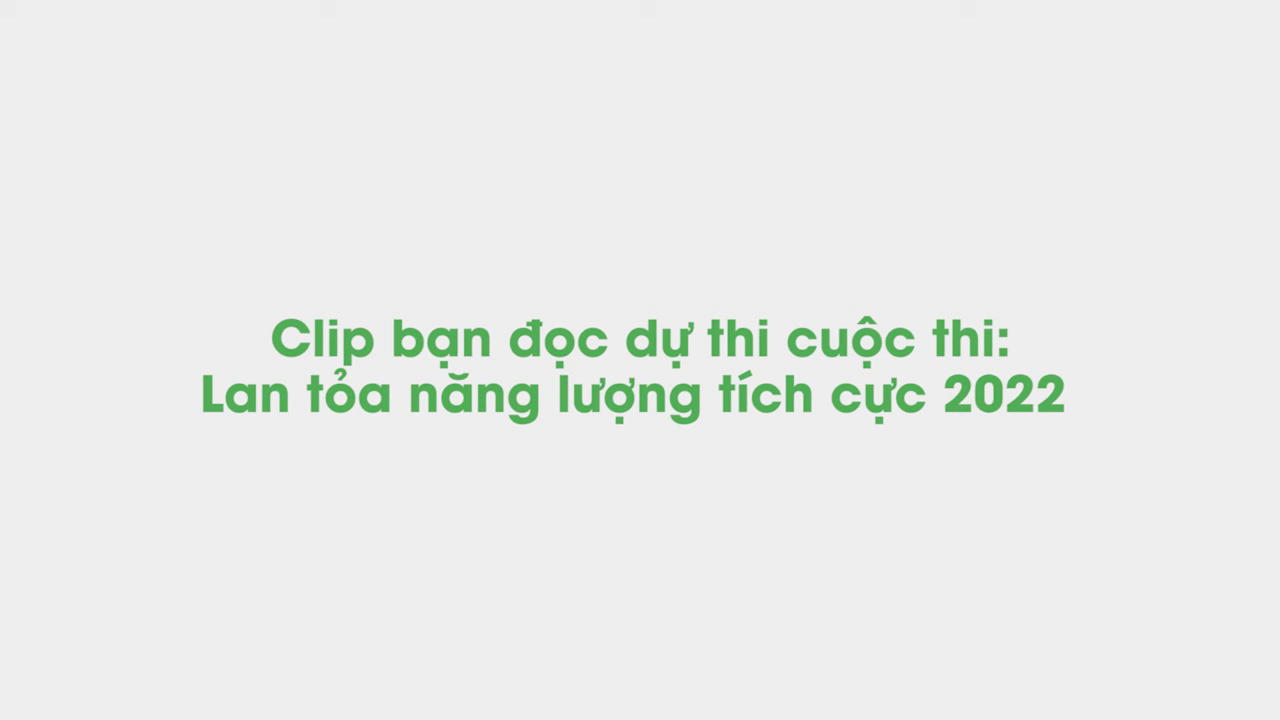 Clip bạn đọc dự thi cuộc thi:
Lan tỏa năng lượng tích cực 2022